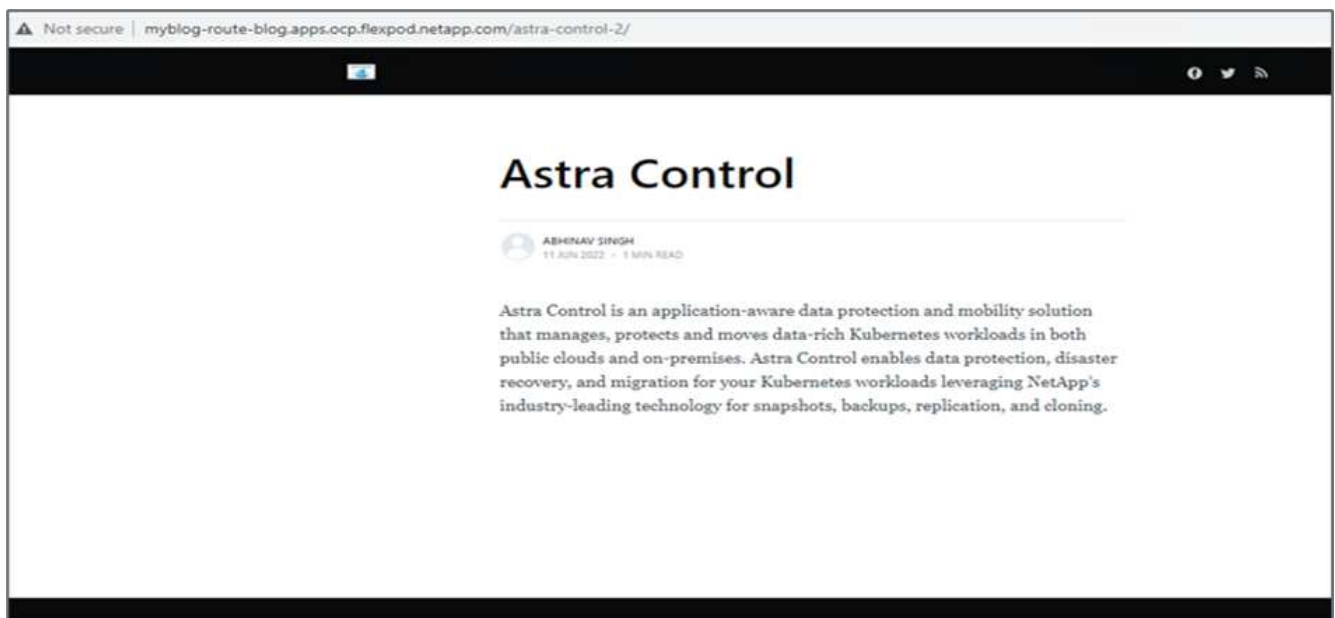 Not secure | myblog-route-blog.apps.ocp.flexpod.netapp.com/astra-control-2/
Astra Control
ABHINAV SINGH
11 JUN 2022 • 1 MIN READ
Astra Control is an application-aware data protection and mobility solution
that manages, protects and moves data-rich Kubernetes workloads in both
public clouds and on-premises. Astra Control enables data protection, disaster
recovery, and migration for your Kubernetes workloads leveraging NetApp's
industry-leading technology for snapshots, backups, replication, and cloning.